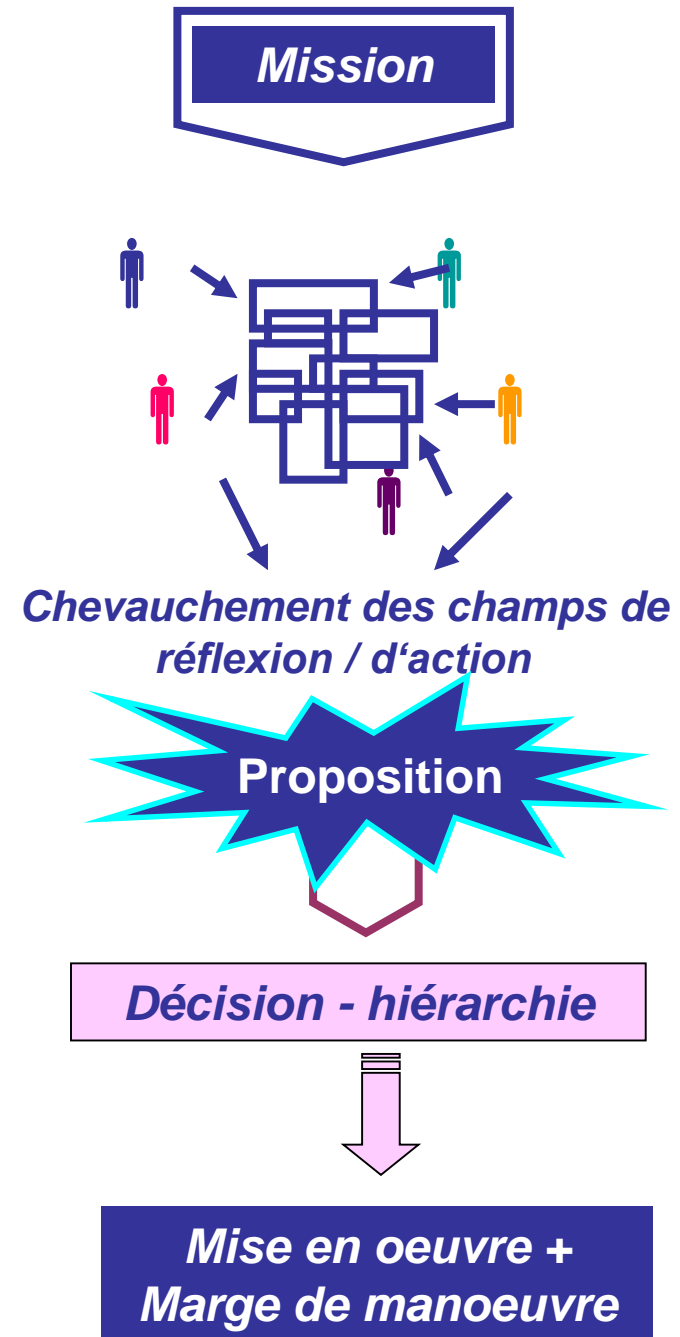 Mission
Chevauchement des champs de
réflexion / d‘action
Proposition
Décision - hiérarchie
Mise en oeuvre +
Marge de manoeuvre